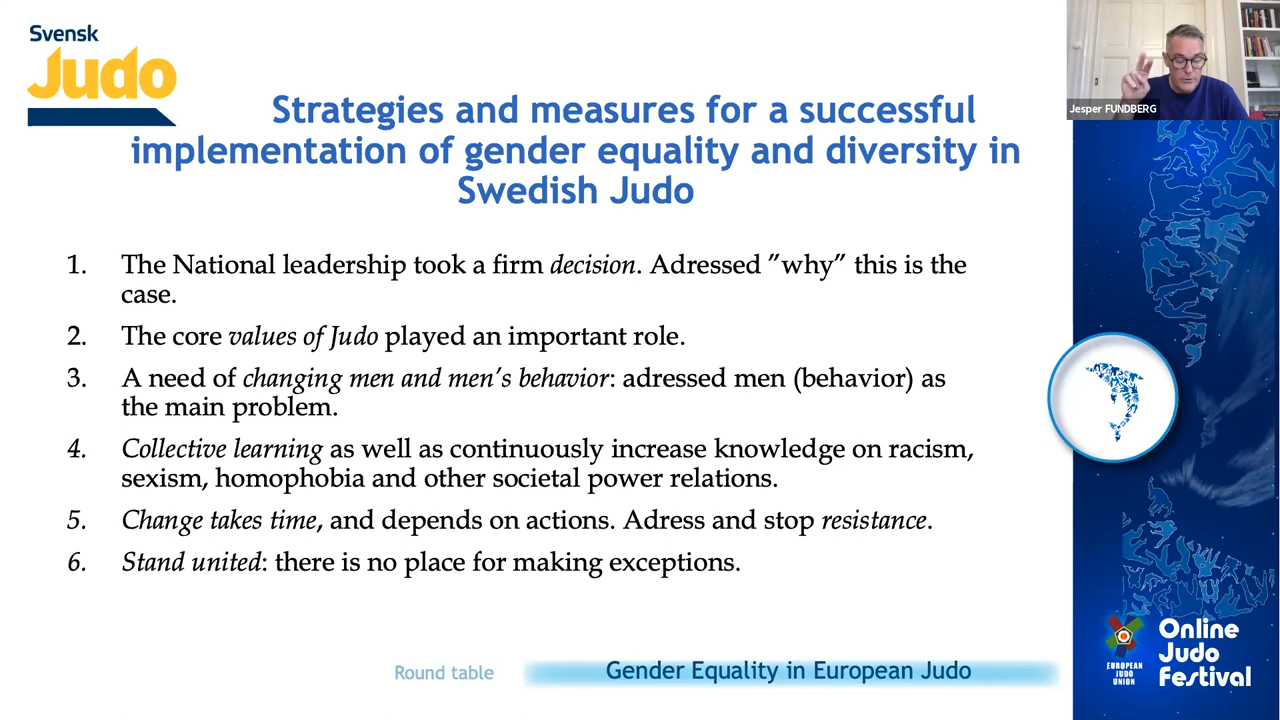 Svensk
Judo
Jesper FUNDBERG
Strategies and measures for a successful
implementation of gender equality and diversity in
Swedish Judo
1. The National leadership took a firm decision. Adressed ”why” this is the
case.
2. The core values of Judo played an important role.
3. A need of changing men and men’s behavior: adressed men (behavior) as
the main problem.
4. Collective learning as well as continuously increase knowledge on racism,
sexism, homophobia and other societal power relations.
5. Change takes time, and depends on actions. Adress and stop resistance.
6. Stand united: there is no place for making exceptions.
Round table
Gender Equality in European Judo
EUROPEAN
JUDO
UNION
Online
Judo
Festival